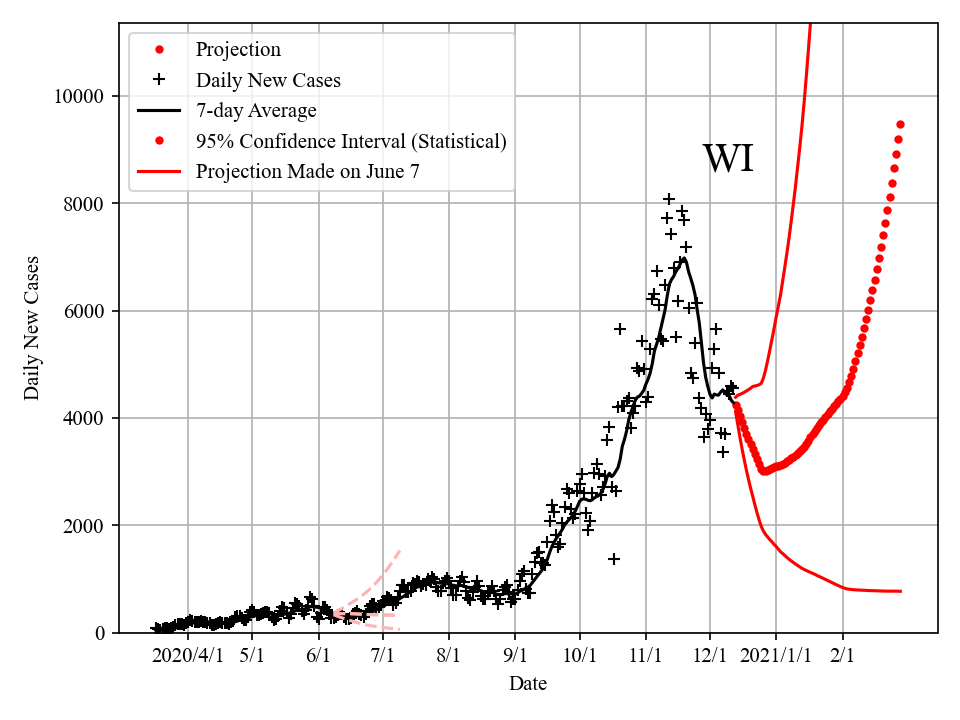 Projection
Daily New Cases
7-day Average
95% Confidence Interval (Statistical)
Projection Made on June 7
WI
10000
8000
6000
4000
2000
0
Daily New Cases
2020/4/1 5/1 6/1 7/1 8/1 9/1 10/1 11/1 12/1 2021/1/1 2/1
Date